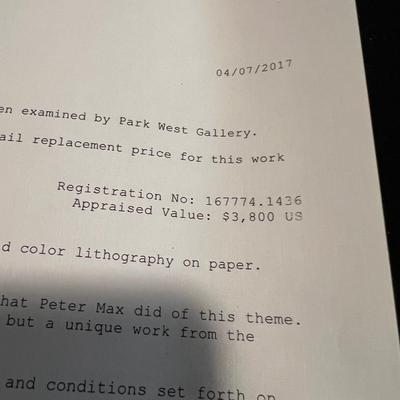 04/07/2017
en examined by Park West Gallery.
ail replacement price for this work
Registration No: 167774.1436
Appraised Value: $3,800 US
d color lithography on paper.
hat Peter Max did of this theme.
but a unique work from the
and conditions set forth on